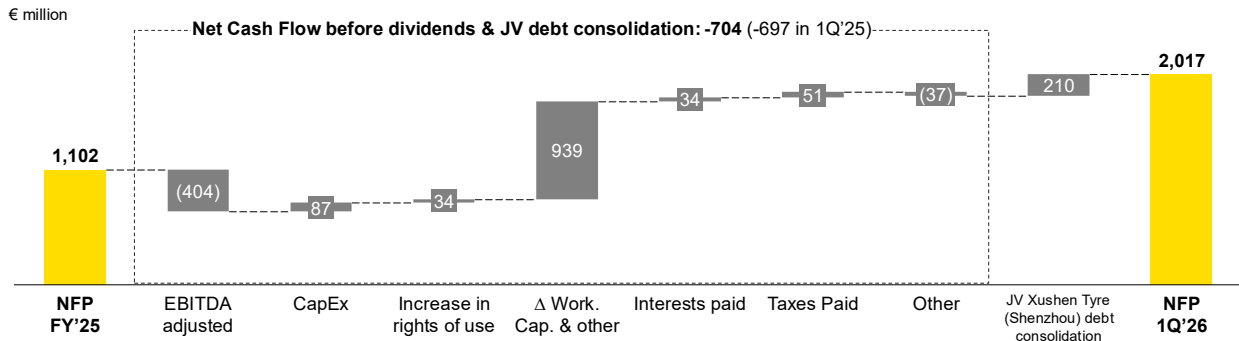 € million
Net Cash Flow before dividends & JV debt consolidation: -704 (-697 in 1Q’25)
1,102
(404)
87
34
939
34
51
(37)
210
2,017
NFP
FY’25
EBITDA
adjusted
CapEx
Increase in
rights of use
Δ Work.
Cap. & other
Interests paid
Taxes Paid
Other
JV Xushen Tyre
(Shenzhou) debt
consolidation
NFP
1Q’26